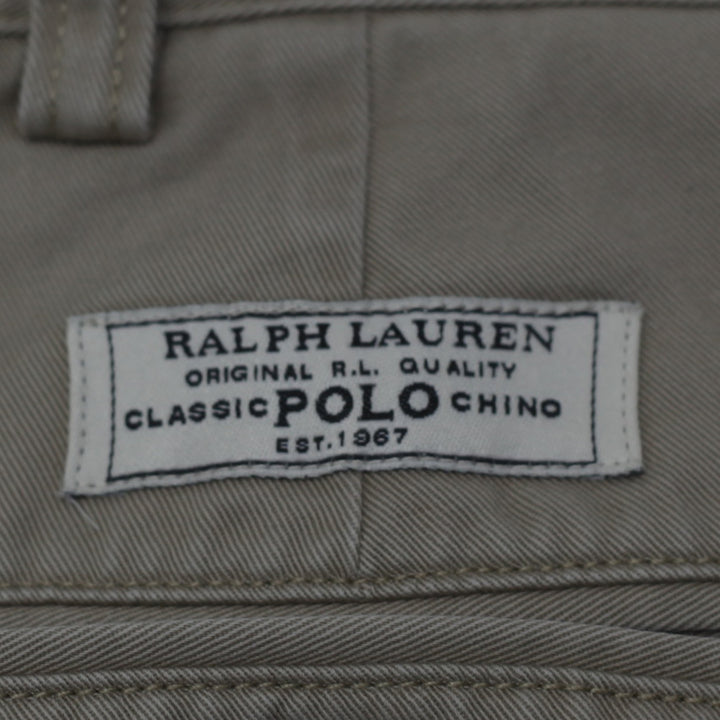 RALPH LAUREN
ORIGINAL R.L. QUALITY
CLASSIC POLO CHINO
EST. 1967